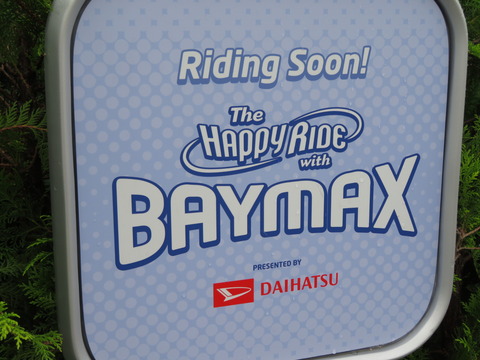 Riding Soon!
The
Happy Ride
with
BAYMAX
PRESENTED BY
DAIHATSU